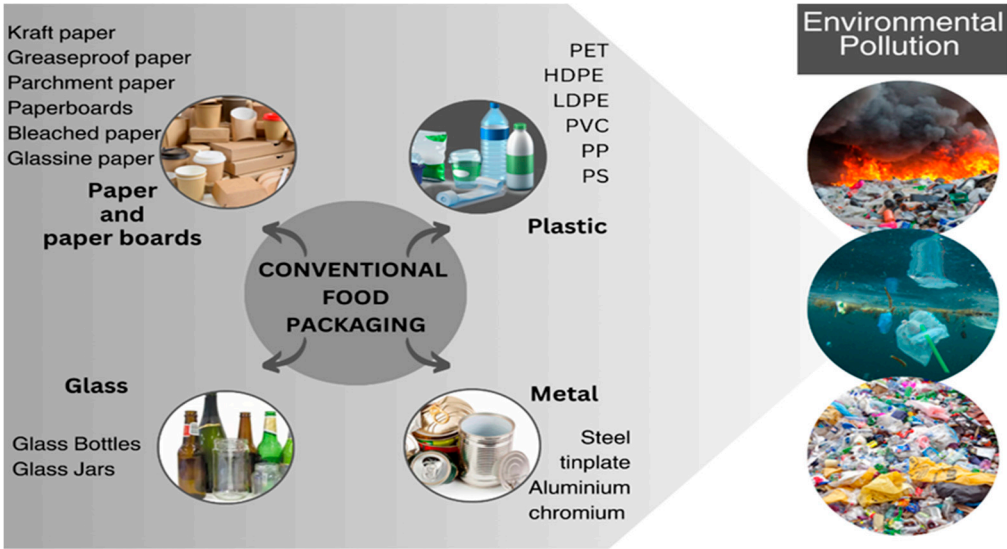 Kraft paper
Greaseproof paper
Parchment paper
Paperboards
Bleached paper
Glassine paper
Paper
and
paper boards
PET
HDPE
LDPE
PVC
PP
PS
Plastic
CONVENTIONAL
FOOD
PACKAGING
Glass
Glass Bottles
Glass Jars
Metal
Steel
tinplate
Aluminium
chromium
Environmental
Pollution